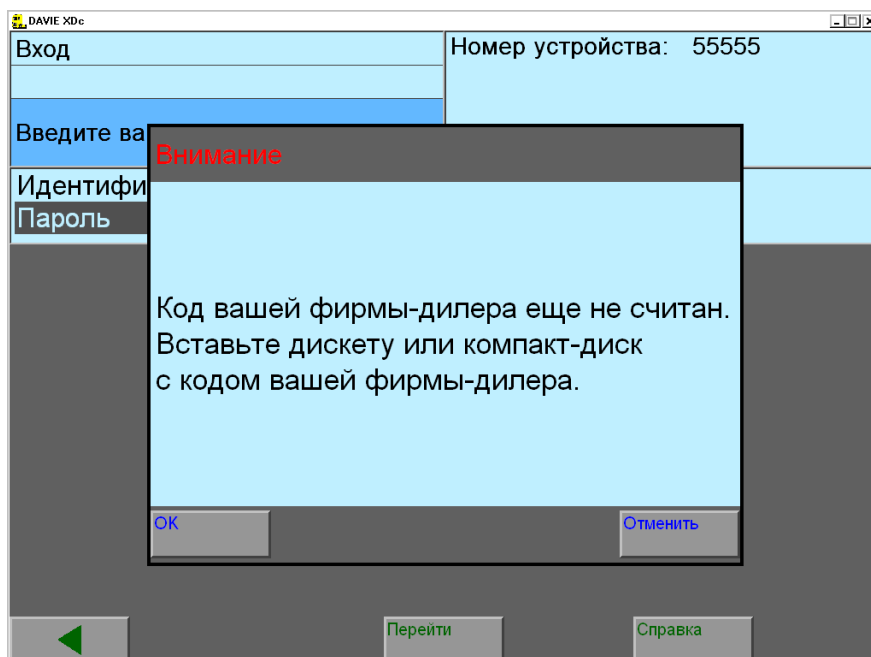 DAVIE XDc
Вход
Номер устройства: 55555
Введите ва
Внимание
Идентифи
Пароль
Код вашей фирмы-дилера еще не считан.
Вставьте дискету или компакт-диск
с кодом вашей фирмы-дилера.
OK
Отменить
Перейти
Справка